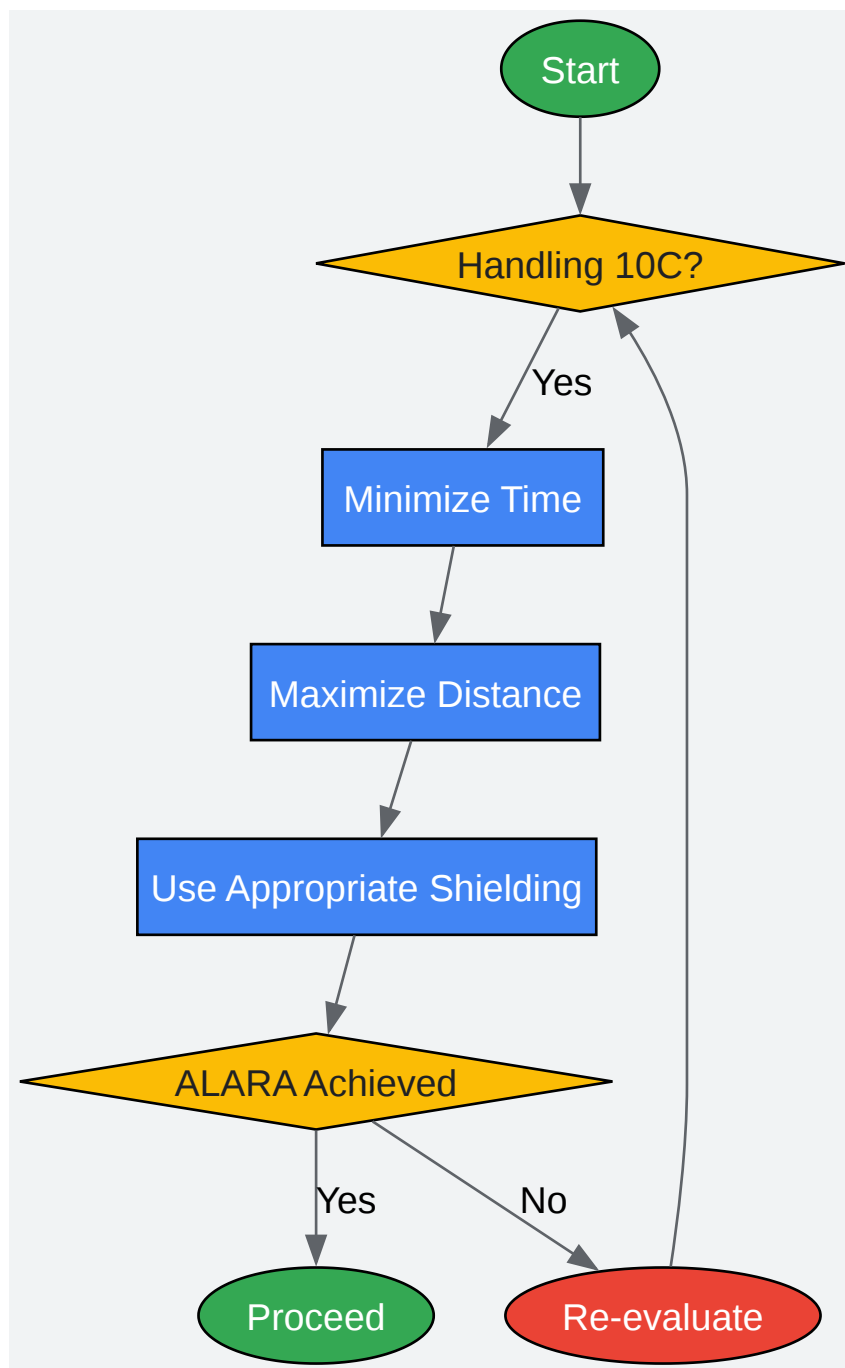 Start
Handling 10C?
Yes
Minimize Time
Maximize Distance
Use Appropriate Shielding
ALARA Achieved
Yes
No
Proceed
Re-evaluate